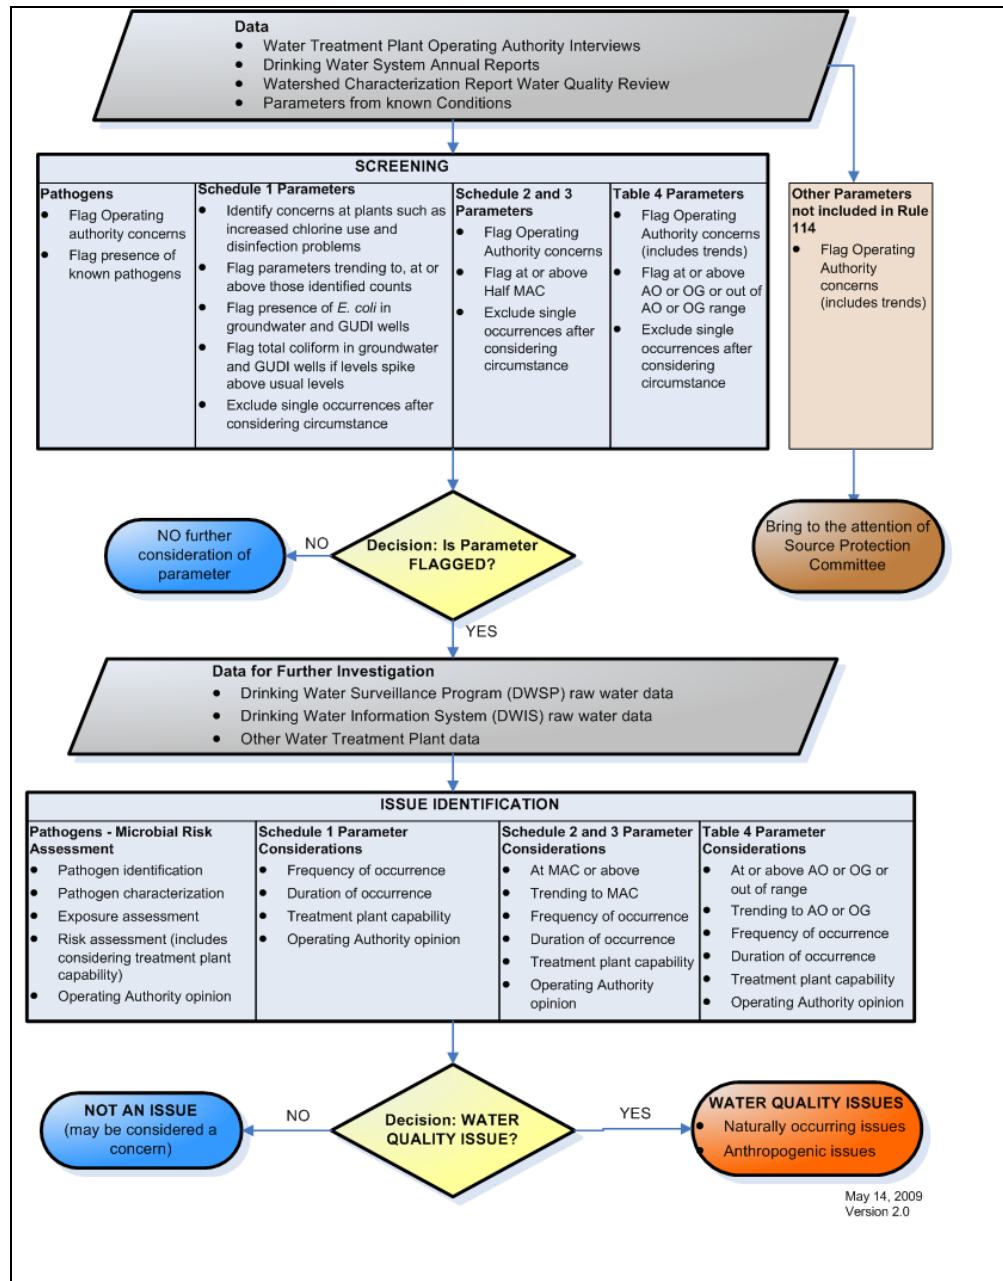 Data
● Water Treatment Plant Operating Authority Interviews
● Drinking Water System Annual Reports
● Watershed Characterization Report Water Quality Review
● Parameters from known Conditions
SCREENING
Pathogens
● Flag Operating
authority concerns
● Flag presence of
known pathogens
Schedule 1 Parameters
● Identify concerns at plants such as
increased chlorine use and
disinfection problems
● Flag parameters trending to, at or
above those identified counts
● Flag presence of E. coli in
groundwater and GUDI wells
● Flag total coliform in groundwater
and GUDI wells if levels spike
above usual levels
● Exclude single occurrences after
considering circumstance
Schedule 2 and 3
Parameters
● Flag Operating
Authority concerns
● Flag at or above
Half MAC
● Exclude single
occurrences after
considering
circumstance
Table 4 Parameters
● Flag Operating
Authority concerns
(includes trends)
● Flag at or above
AO or OG or out of
AO or OG range
● Exclude single
occurrences after
considering
circumstance
Other Parameters
not included in Rule
114
● Flag Operating
Authority
concerns
(includes trends)
Bring to the attention of
Source Protection
Committee
Decision: Is Parameter
FLAGGED?
NO
NO further
consideration of
parameter
YES
Data for Further Investigation
● Drinking Water Surveillance Program (DWSP) raw water data
● Drinking Water Information System (DWIS) raw water data
● Other Water Treatment Plant data
ISSUE IDENTIFICATION
Pathogens - Microbial Risk
Assessment
● Pathogen identification
● Pathogen characterization
● Exposure assessment
● Risk assessment (includes
considering treatment plant
capability)
● Operating Authority opinion
Schedule 1 Parameter
Considerations
● Frequency of occurrence
● Duration of occurrence
● Treatment plant capability
● Operating Authority opinion
Schedule 2 and 3 Parameter
Considerations
● At MAC or above
● Trending to MAC
● Frequency of occurrence
● Duration of occurrence
● Treatment plant capability
● Operating Authority
opinion
Table 4 Parameter
Considerations
● At or above AO or OG or
out of range
● Trending to AO or OG
● Frequency of occurrence
● Duration of occurrence
● Treatment plant capability
● Operating Authority opinion
Decision: WATER
QUALITY ISSUE?
NO
NOT AN ISSUE
(may be considered a
concern)
YES
WATER QUALITY ISSUES
● Naturally occurring issues
● Anthropogenic issues
May 14, 2009
Version 2.0